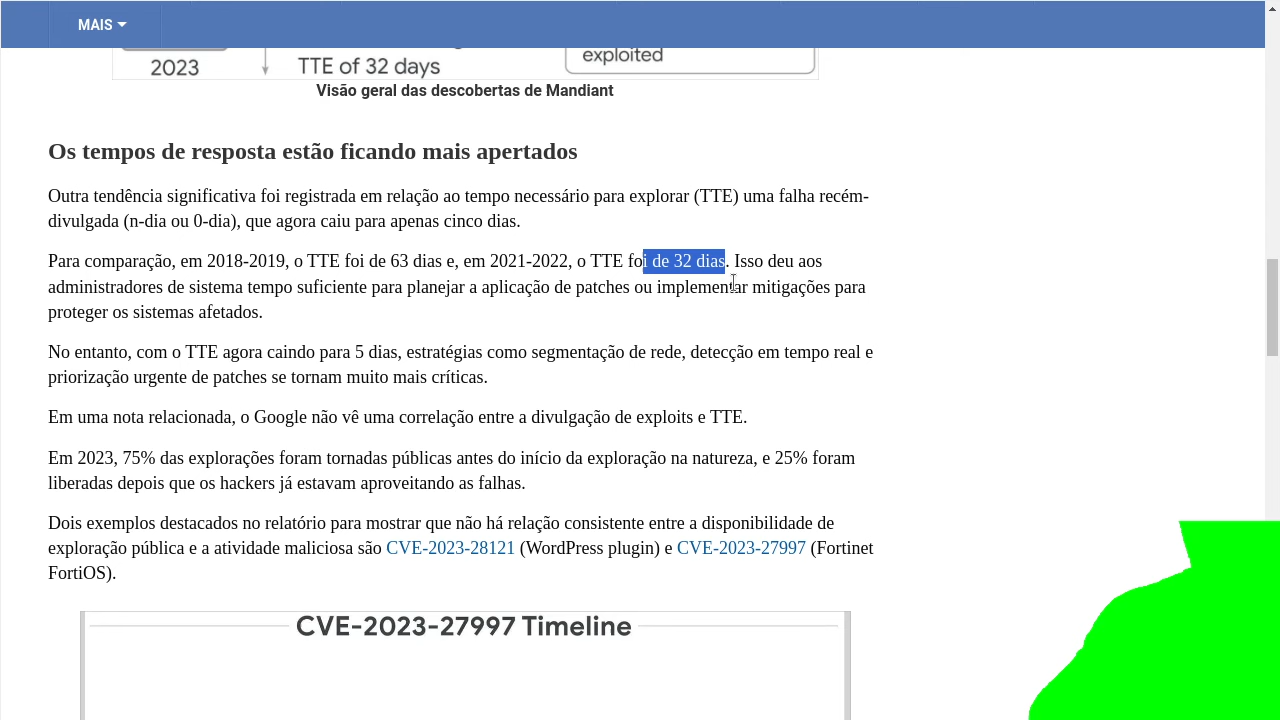 MAIS
exploited
2023
TTE of 32 days
Visão geral das descobertas de Mandiant
Os tempos de resposta estão ficando mais apertados
Outra tendência significativa foi registrada em relação ao tempo necessário para explorar (TTE) uma falha recém-
divulgada (n-dia ou 0-dia), que agora caiu para apenas cinco dias.
Para comparação, em 2018-2019, o TTE foi de 63 dias e, em 2021-2022, o TTE foi de 32 dias. Isso deu aos
administradores de sistema tempo suficiente para planejar a aplicação de patches ou implementar mitigações para
proteger os sistemas afetados.
No entanto, com o TTE agora caindo para 5 dias, estratégias como segmentação de rede, detecção em tempo real e
priorização urgente de patches se tornam muito mais críticas.
Em uma nota relacionada, o Google não vê uma correlação entre a divulgação de exploits e TTE.
Em 2023, 75% das explorações foram tornadas públicas antes do início da exploração na natureza, e 25% foram
liberadas depois que os hackers já estavam aproveitando as falhas.
Dois exemplos destacados no relatório para mostrar que não há relação consistente entre a disponibilidade de
exploração pública e a atividade maliciosa são CVE-2023-28121 (WordPress plugin) e CVE-2023-27997 (Fortinet
FortiOS).
CVE-2023-27997 Timeline